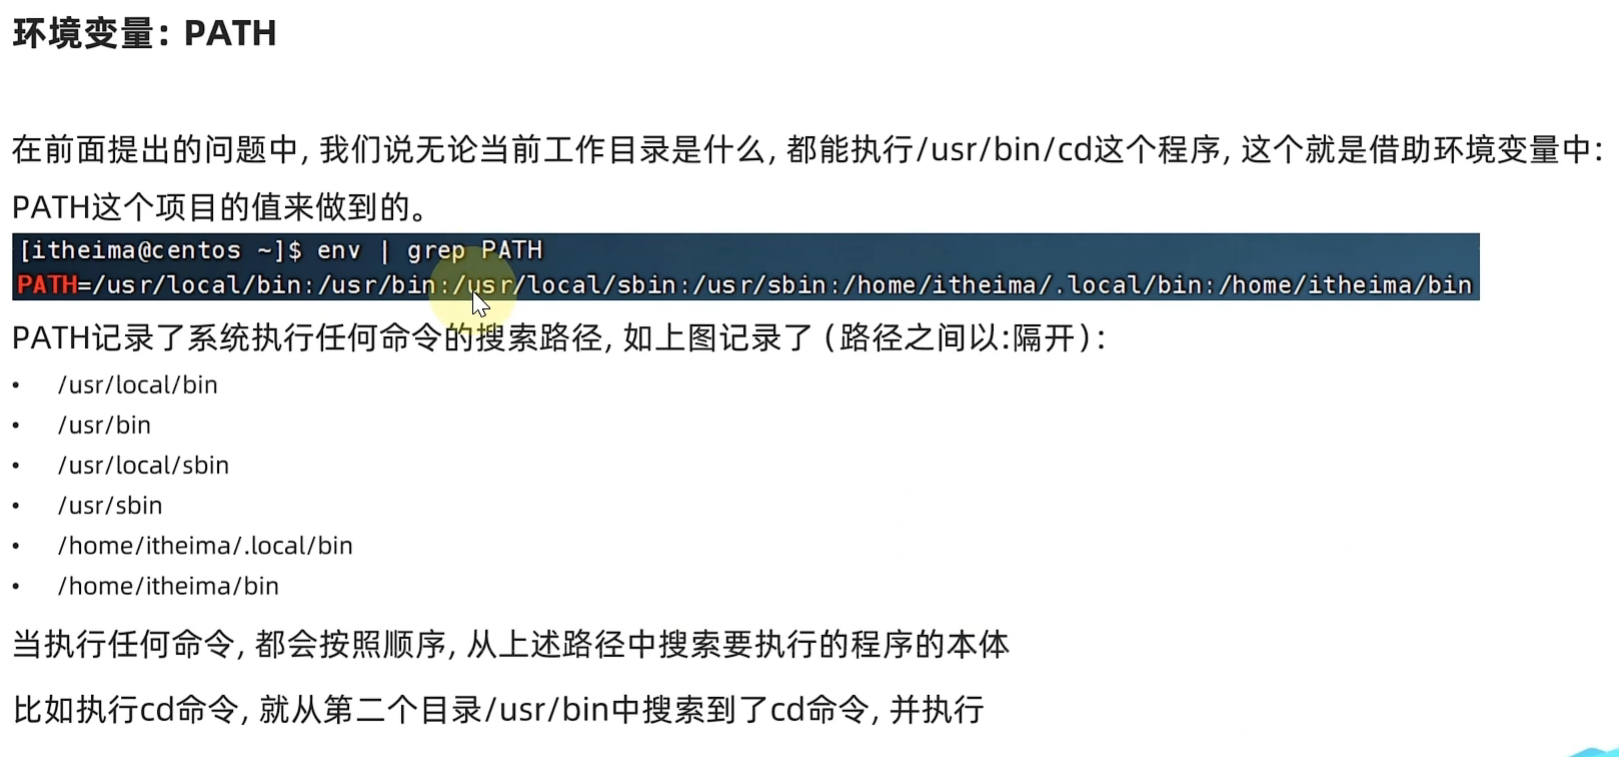 环境变量：PATH
在前面提出的问题中, 我们说无论当前工作目录是什么, 都能执行/usr/bin/cd这个程序, 这个就是借助环境变量中:
PATH这个项目的值来做到的。
[itheima@centos ~]$ env | grep PATH
PATH=/usr/local/bin:/usr/bin:/usr/local/sbin:/usr/sbin:/home/itheima/.local/bin:/home/itheima/bin
PATH记录了系统执行任何命令的搜索路径, 如上图记录了（路径之间以:隔开）:
• /usr/local/bin
• /usr/bin
• /usr/local/sbin
• /usr/sbin
• /home/itheima/.local/bin
• /home/itheima/bin
当执行任何命令, 都会按照顺序, 从上述路径中搜索要执行的程序的本体
比如执行cd命令, 就从第二个目录/usr/bin中搜索到了cd命令, 并执行